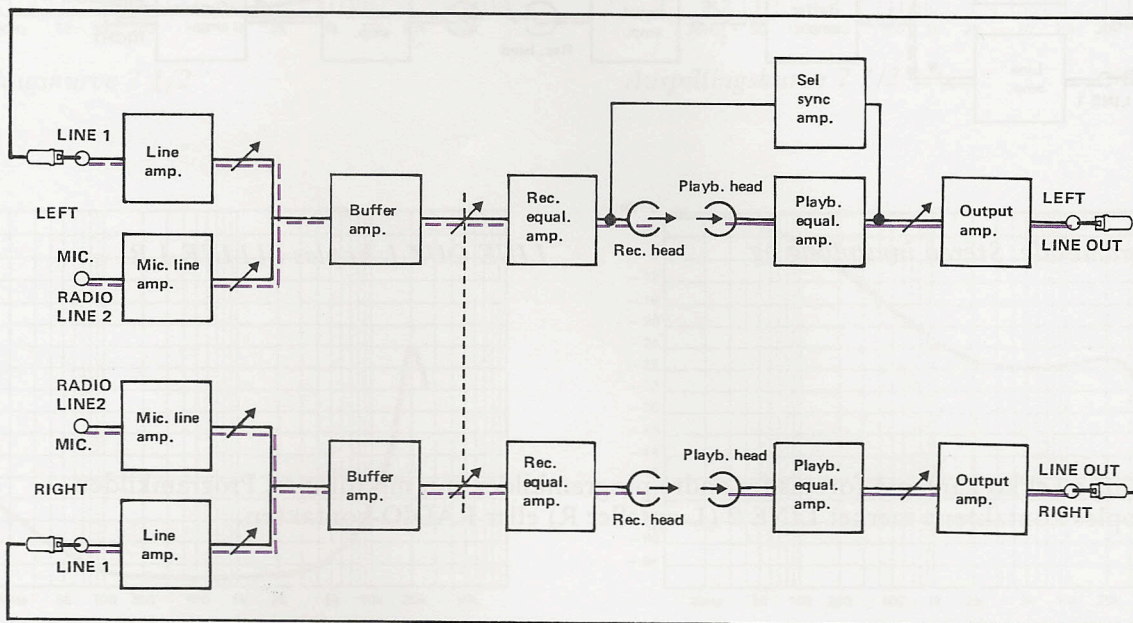 Sel
sync
amp.
LINE 1
Line
amp.
LEFT
Buffer
amp.
Rec.
equal.
amp.
Playb. head
Rec. head
Playb.
equal.
amp.
Output
amp.
LEFT
LINE OUT
MIC.
RADIO
LINE 2
Mic. line
amp.
RADIO
LINE2
MIC.
Mic. line
amp.
RIGHT
Buffer
amp.
Rec.
equal.
amp.
Playb. head
Rec. head
Playb.
equal.
amp.
Output
amp.
LINE OUT
RIGHT
LINE 1
Line
amp.